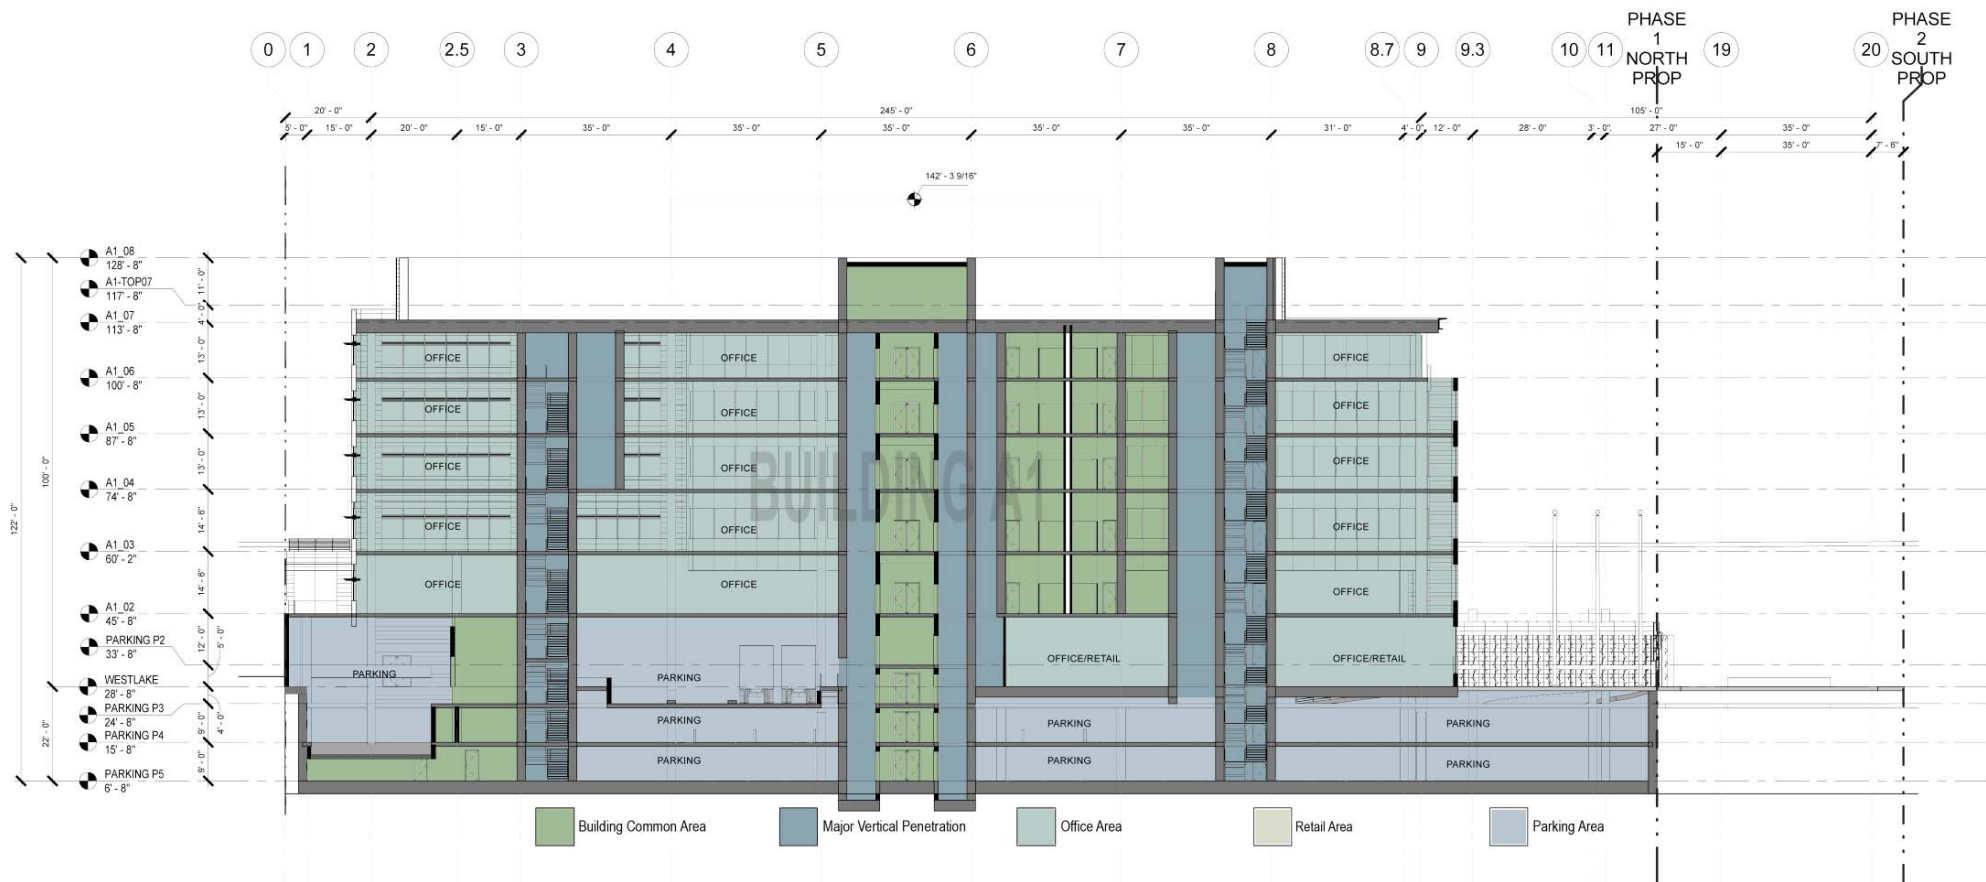 PHASE
1
NORTH
PROP
PHASE
2
SOUTH
PROP
0 1 2 2.5 3 4 5 6 7 8 8.7 9 9.3 10 11 19 20
20' - 0" 245' - 0" 105' - 0"
5' - 0" 15' - 0" 20' - 0" 15' - 0" 35' - 0" 35' - 0" 35' - 0" 35' - 0" 35' - 0" 31' - 0" 4' - 0" 12' - 0" 28' - 0" 3' - 0" 27' - 0" 35' - 0"
15' - 0" 35' - 0" 7' - 6"
142' - 3 9/16"
A1_08
128' - 8"
A1-TOP07
117' - 8"
A1_07
113' - 8"
A1_06
100' - 8"
A1_05
87' - 8"
A1_04
74' - 8"
A1_03
60' - 2"
A1_02
45' - 8"
PARKING P2
33' - 8"
WESTLAKE
28' - 8"
PARKING P3
24' - 8"
PARKING P4
15' - 8"
PARKING P5
6' - 8"
122' - 0"
100' - 0"
22' - 0"
11' - 0"
4' - 0"
13' - 0"
13' - 0"
13' - 0"
14' - 6"
14' - 6"
12' - 0"
5' - 0"
9' - 0"
4' - 0"
9' - 0"
OFFICE OFFICE OFFICE
OFFICE OFFICE OFFICE
OFFICE OFFICE OFFICE
BUILDING A1
OFFICE OFFICE OFFICE
OFFICE OFFICE OFFICE
PARKING PARKING OFFICE/RETAIL OFFICE/RETAIL
PARKING PARKING PARKING
PARKING PARKING PARKING
Building Common Area
Major Vertical Penetration
Office Area
Retail Area
Parking Area